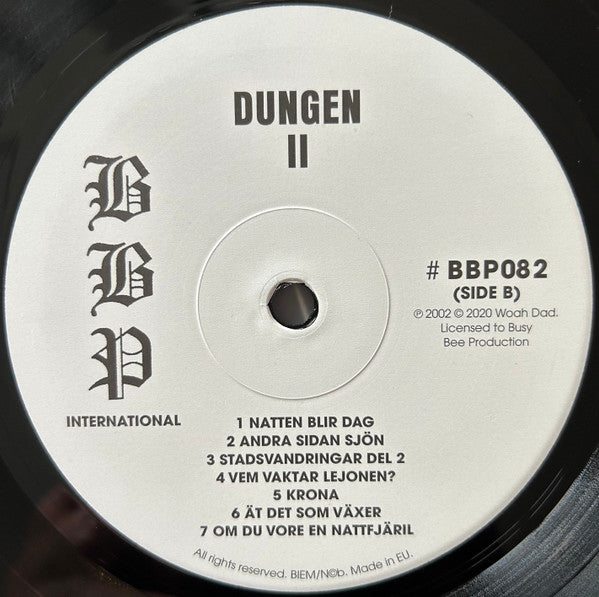 DUNGEN
II
B
B
P
INTERNATIONAL
# BBP082
(SIDE B)
℗ 2002 © 2020 Woah Dad.
Licensed to Busy
Bee Production
1 NATTEN BLIR DAG
2 ANDRA SIDAN SJÖN
3 STADSVANDRINGAR DEL 2
4 VEM VAKTAR LEJONEN?
5 KRONA
6 ÄT DET SOM VÄXER
7 OM DU VORE EN NATTFJÄRIL
All rights reserved. BIEM/N©b. Made in EU.